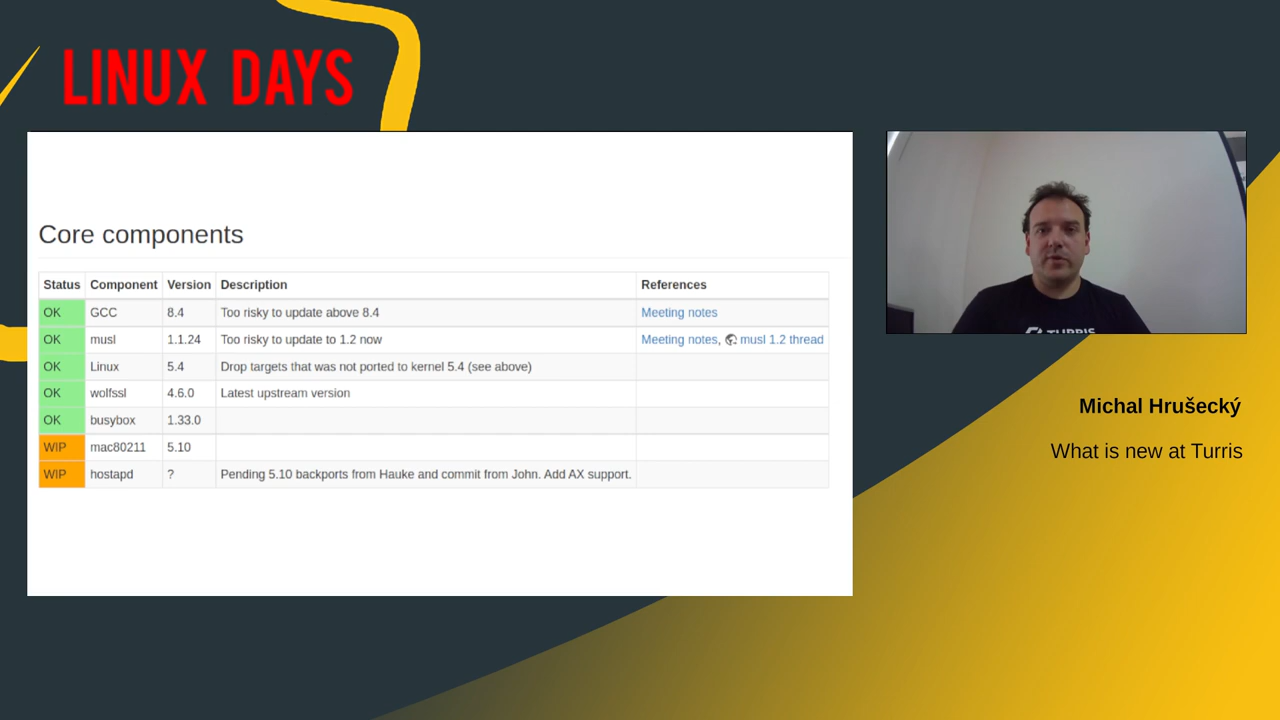 LINUX DAYS
Core components
Status Component Version Description References
OK GCC 8.4 Too risky to update above 8.4 Meeting notes
OK musl 1.1.24 Too risky to update to 1.2 now Meeting notes, musl 1.2 thread
OK Linux 5.4 Drop targets that was not ported to kernel 5.4 (see above)
OK wolfssl 4.6.0 Latest upstream version
OK busybox 1.33.0
WIP mac80211 5.10
WIP hostapd ? Pending 5.10 backports from Hauke and commit from John. Add AX support.
TURRIS
Michal Hrušecký
What is new at Turris